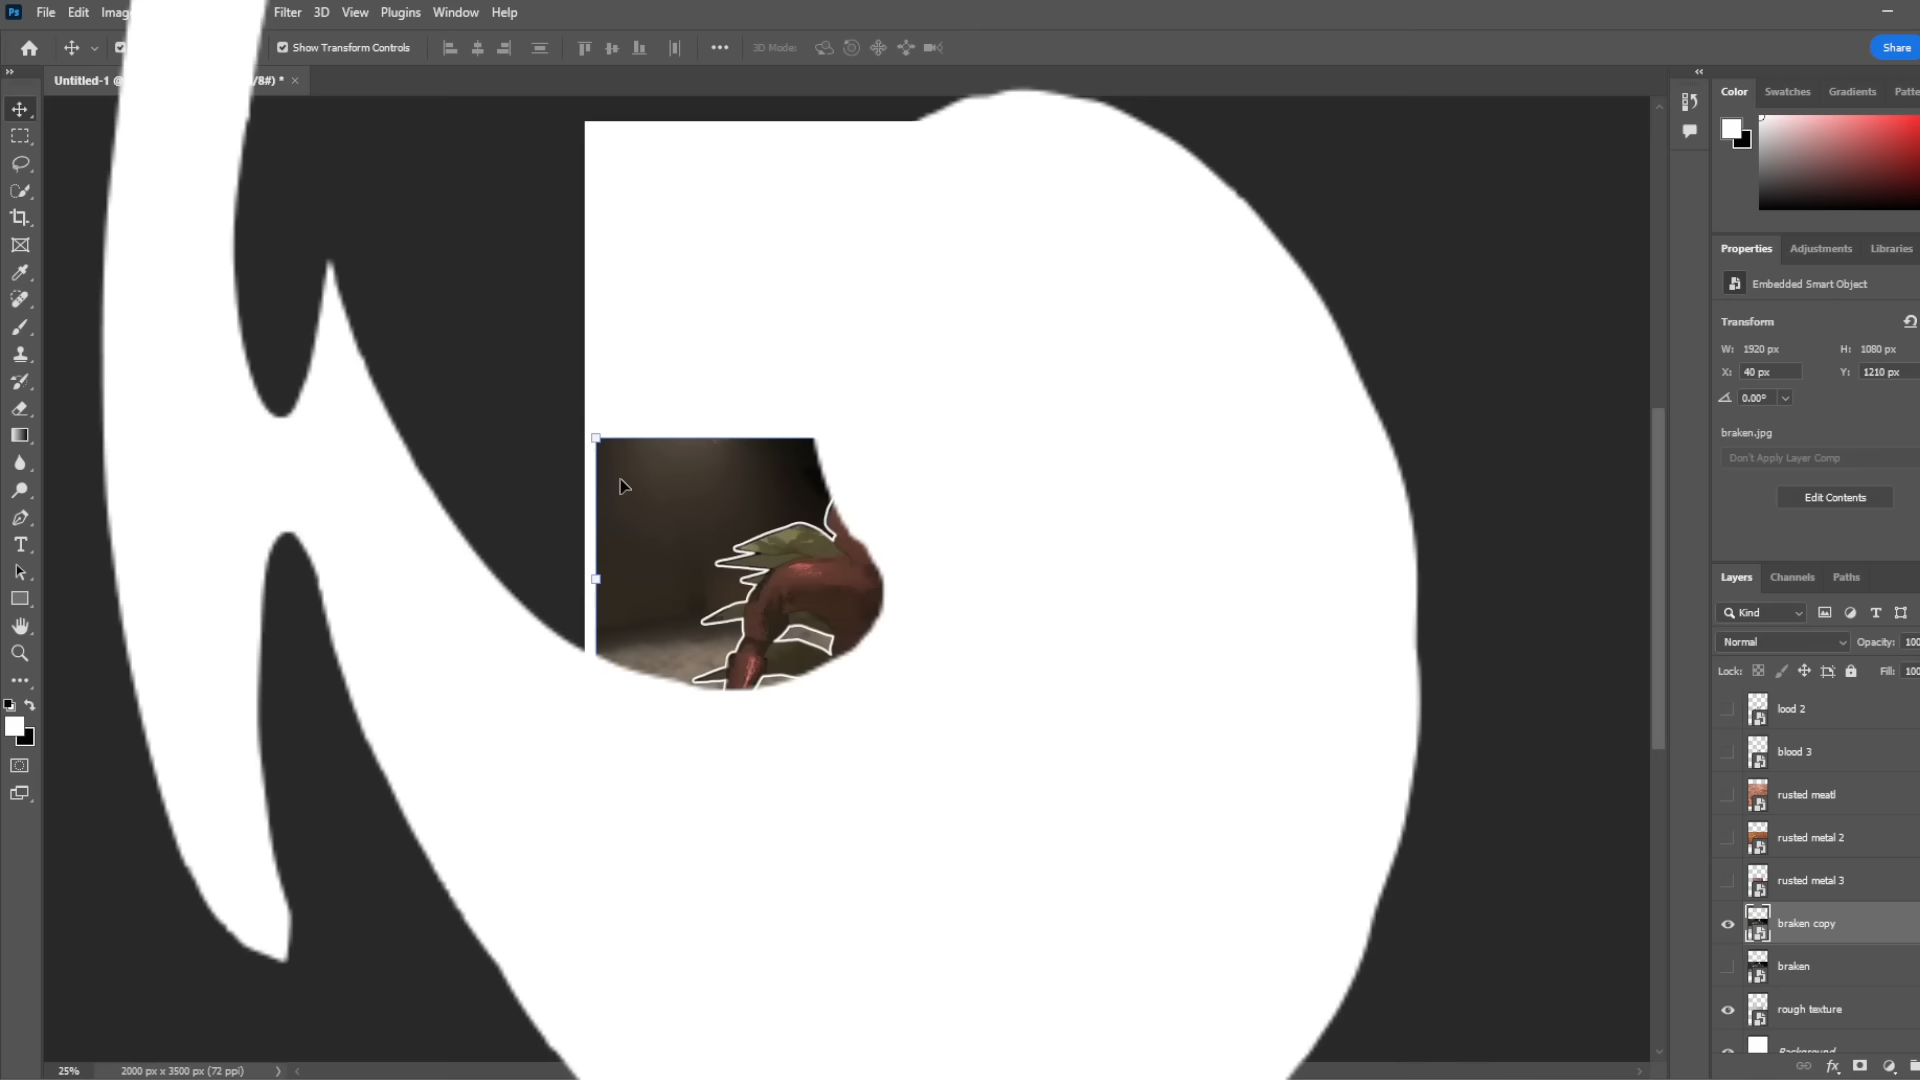 Ps File Edit Filter 3D View Plugins Window Help
Show Transform Controls 3D Mode: Share
Untitled-1 @ /8#) * ×
Color Swatches Gradients
Properties Adjustments Libraries
Embedded Smart Object
Transform
W: 1920 px H: 1080 px
X: 40 px Y: 1210 px
0.00°
braken.jpg
Don't Apply Layer Comp
Edit Contents
Layers Channels Paths
Kind
Normal Opacity: 100
Lock: Fill: 100
lood 2
blood 3
rusted meatl
rusted metal 2
rusted metal 3
braken copy
braken
rough texture
Background
25% 2000 px x 3500 px (72 ppi)